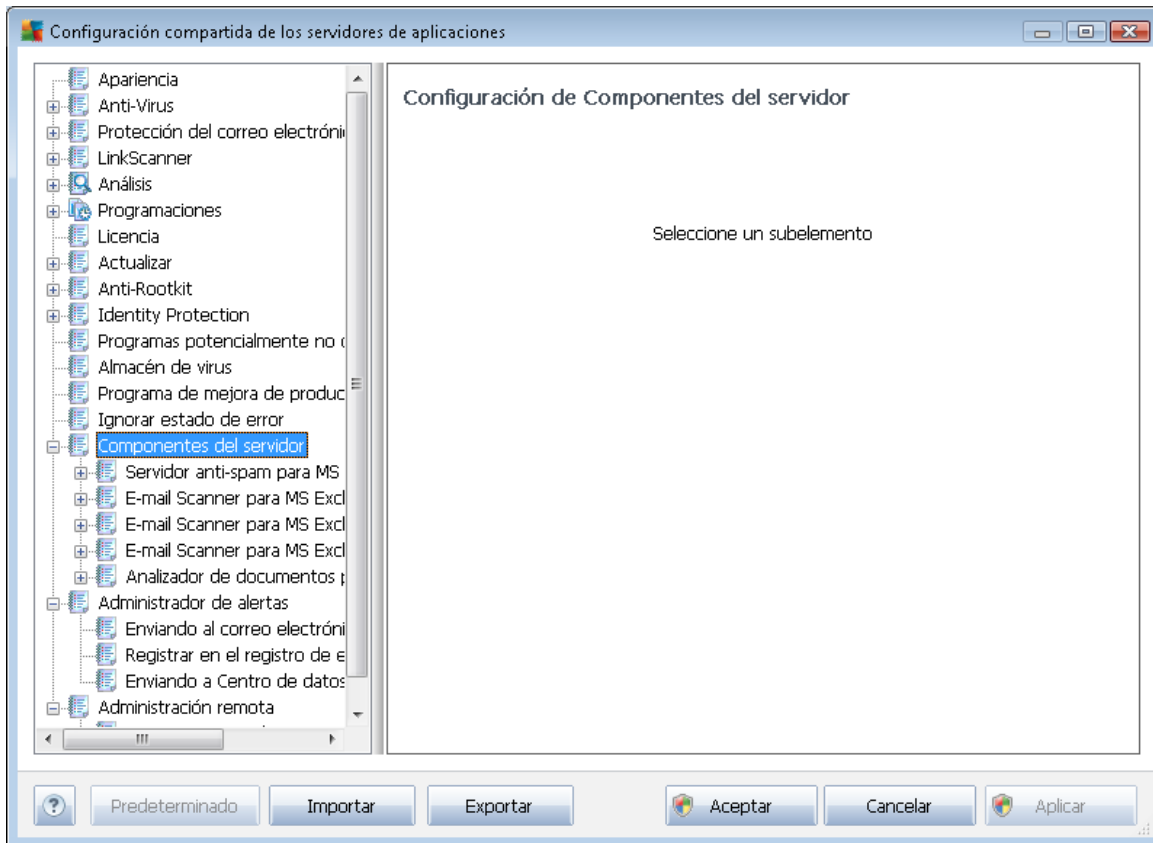 Configuración compartida de los servidores de aplicaciones
Apariencia
Anti-Virus
Protección del correo electróni
LinkScanner
Análisis
Programaciones
Licencia
Actualizar
Anti-Rootkit
Identity Protection
Programas potencialmente no
Almacén de virus
Programa de mejora de produc
Ignorar estado de error
Componentes del servidor
Servidor anti-spam para MS
E-mail Scanner para MS Excl
E-mail Scanner para MS Excl
E-mail Scanner para MS Excl
Analizador de documentos
Administrador de alertas
Enviando al correo electróni
Registrar en el registro de e
Enviando a Centro de datos
Administración remota
Configuración de Componentes del servidor
Seleccione un subelemento
Predeterminado
Importar
Exportar
Aceptar
Cancelar
Aplicar